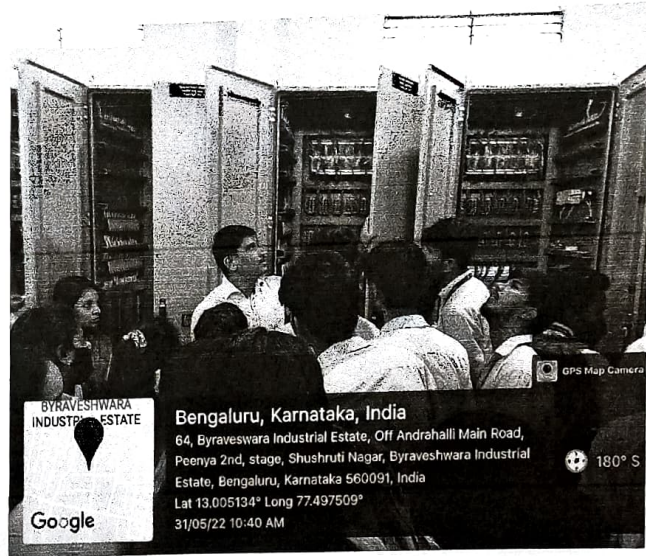 GPS Map Camera
BYRAVESHWARA
INDUSTRIAL ESTATE
Google
Bengaluru, Karnataka, India
64, Byraveswara Industrial Estate, Off Andrahalli Main Road,
Peenya 2nd, stage, Shushruti Nagar, Byraveshwara Industrial
Estate, Bengaluru, Karnataka 560091, India
Lat 13.005134° Long 77.497509°
31/05/22 10:40 AM
180° S